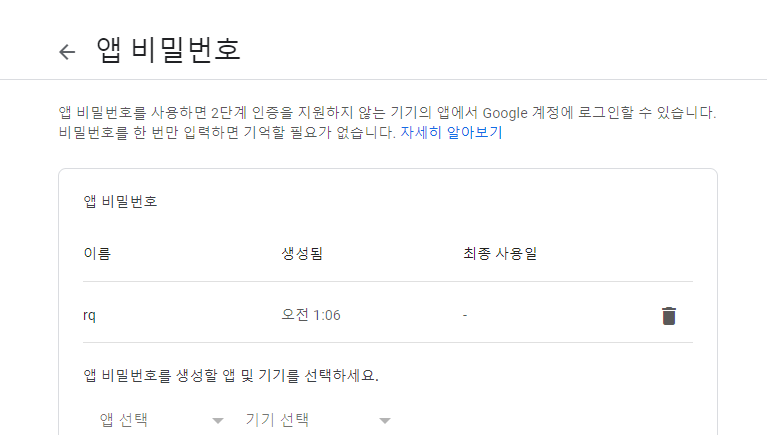 앱 비밀번호
앱 비밀번호를 사용하면 2단계 인증을 지원하지 않는 기기의 앱에서 Google 계정에 로그인할 수 있습니다.
비밀번호를 한 번만 입력하면 기억할 필요가 없습니다. 자세히 알아보기
앱 비밀번호
이름 생성됨 최종 사용일
rq 오전 1:06 -
앱 비밀번호를 생성할 앱 및 기기를 선택하세요.
앱 선택 기기 선택